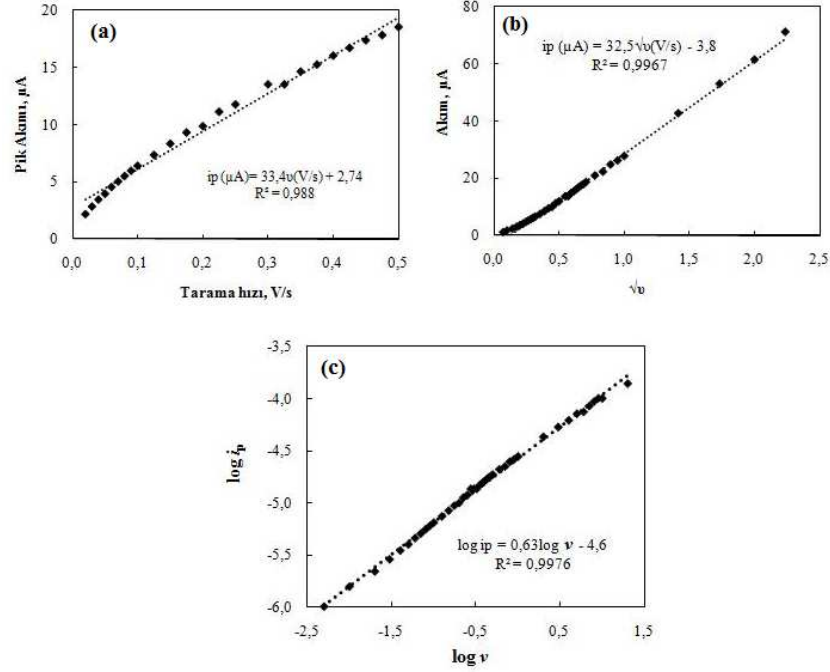 (a)
Pik Akımı, µA
20
15
10
5
0
ip (µA)= 33,4υ(V/s) + 2,74
R² = 0,988
0,0 0,1 0,2 0,3 0,4 0,5
Tarama hızı, V/s
(b)
Akım, µA
80
60
40
20
0
ip (µA) = 32,5√υ(V/s) - 3,8
R² = 0,9967
0,0 0,5 1,0 1,5 2,0 2,5
√υ
(c)
log ip
-3,5
-4,0
-4,5
-5,0
-5,5
-6,0
log ip = 0,63log ν - 4,6
R² = 0,9976
-2,5 -1,5 -0,5 0,5 1,5
log ν